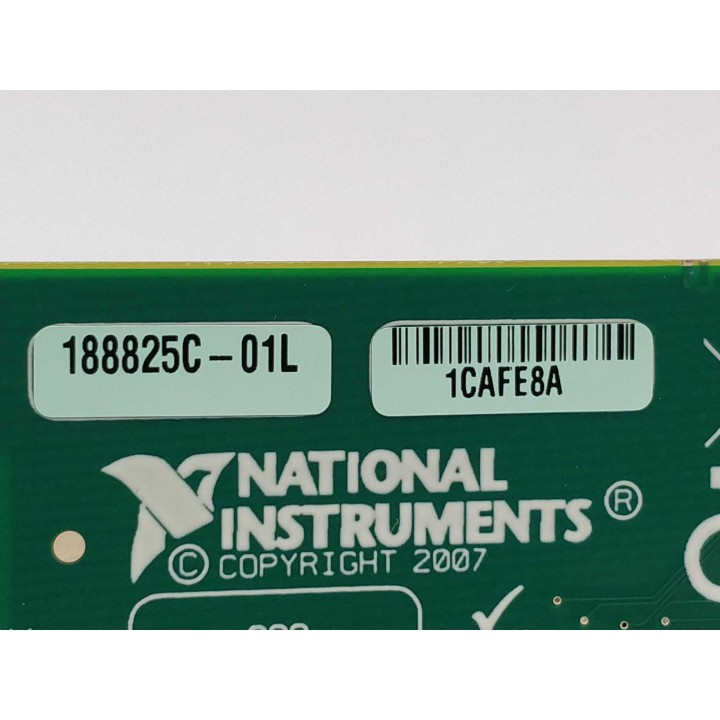 188825C-01L
1CAFE8A
NATIONAL
INSTRUMENTS ®
© COPYRIGHT 2007